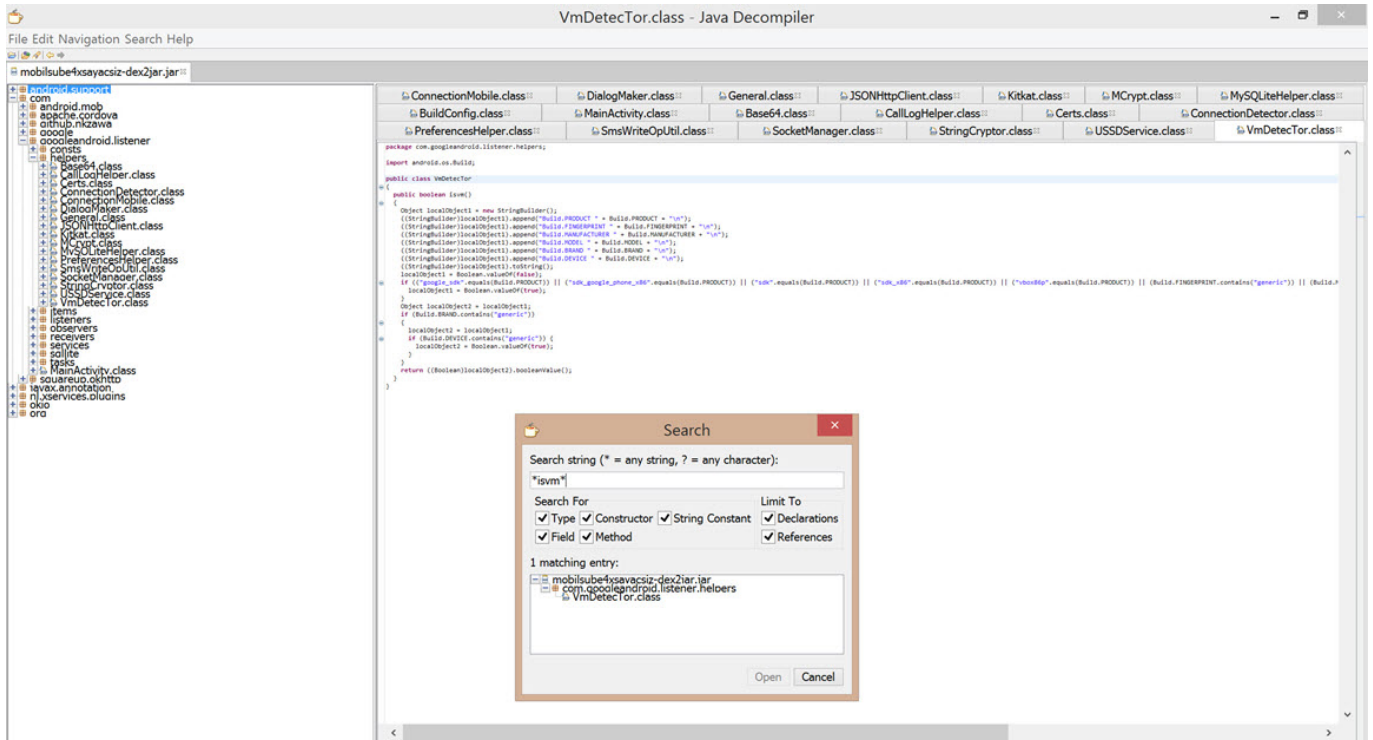 VmDetecTor.class - Java Decompiler
File Edit Navigation Search Help
mobilsube4xsayacsiz-dex2jar.jar
android.support
com
android.mob
apache.cordova
github.nkzawa
google
googleandroid.listener
consts
helpers
Base64.class
CallLogHelper.class
Certs.class
ConnectionDetector.class
ConnectionMobile.class
DialogMaker.class
General.class
JSONHttpClient.class
Kitkat.class
MCrypt.class
MySQLiteHelper.class
PreferencesHelper.class
SmsWriteOpUtil.class
SocketManager.class
StringCryptor.class
USSDService.class
VmDetecTor.class
items
listeners
observers
receivers
services
sqllite
tasks
MainActivity.class
squareup.okhttp
javax.annotation
nl.xservices.plugins
okio
org
ConnectionMobile.class DialogMaker.class General.class JSONHttpClient.class Kitkat.class MCrypt.class MySQLiteHelper.class
BuildConfig.class MainActivity.class Base64.class CallLogHelper.class Certs.class ConnectionDetector.class
PreferencesHelper.class SmsWriteOpUtil.class SocketManager.class StringCryptor.class USSDService.class VmDetecTor.class
package com.googleandroid.listener.helpers;
import android.os.Build;
public class VmDetecTor
{
public boolean isvm()
{
Object localObject1 = new StringBuilder();
((StringBuilder)localObject1).append("Build.PRODUCT " + Build.PRODUCT + "\n");
((StringBuilder)localObject1).append("Build.FINGERPRINT " + Build.FINGERPRINT + "\n");
((StringBuilder)localObject1).append("Build.MANUFACTURER " + Build.MANUFACTURER + "\n");
((StringBuilder)localObject1).append("Build.MODEL " + Build.MODEL + "\n");
((StringBuilder)localObject1).append("Build.BRAND " + Build.BRAND + "\n");
((StringBuilder)localObject1).append("Build.DEVICE " + Build.DEVICE + "\n");
((StringBuilder)localObject1).toString();
localObject1 = Boolean.valueOf(false);
if (("google_sdk".equals(Build.PRODUCT)) || ("sdk_google_phone_x86".equals(Build.PRODUCT)) || ("sdk".equals(Build.PRODUCT)) || ("sdk_x86".equals(Build.PRODUCT)) || ("vbox86p".equals(Build.PRODUCT)) || (Build.FINGERPRINT.contains("generic")) || (Build.M
localObject1 = Boolean.valueOf(true);
}
Object localObject2 = localObject1;
if (Build.BRAND.contains("generic"))
{
localObject2 = localObject1;
if (Build.DEVICE.contains("generic")) {
localObject2 = Boolean.valueOf(true);
}
}
return ((Boolean)localObject2).booleanValue();
}
}
Search
Search string (* = any string, ? = any character):
*isvm*
Search For
Limit To
Type Constructor String Constant
Declarations
Field Method
References
1 matching entry:
mobilsube4xsayacsiz-dex2jar.jar
com.googleandroid.listener.helpers
VmDetecTor.class
Open Cancel